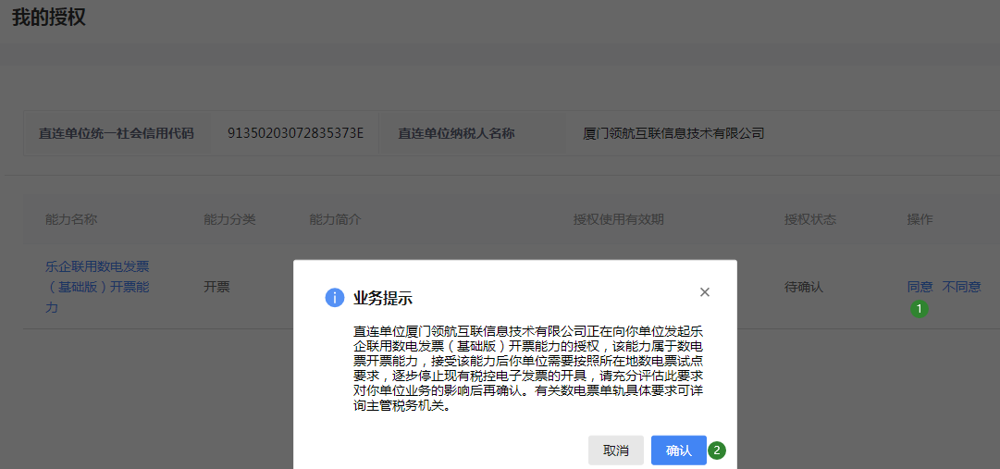 我的授权
直连单位统一社会信用代码 91350203072835373E 直连单位纳税人名称 厦门领航互联信息技术有限公司
能力名称 能力分类 能力简介 授权使用有效期 授权状态 操作
乐企联用数电发票
（基础版）开票能
力
开票
待确认
同意 不同意
1
业务提示
直连单位厦门领航互联信息技术有限公司正在向你单位发起乐
企联用数电发票（基础版）开票能力的授权，该能力属于数电
票开票能力，接受该能力后你单位需要按照所在地数电票试点
要求，逐步停止现有税控电子发票的开具，请充分评估此要求
对你单位业务的影响后再确认。有关数电票单轨具体要求可详
询主管税务机关。
取消 确认 2